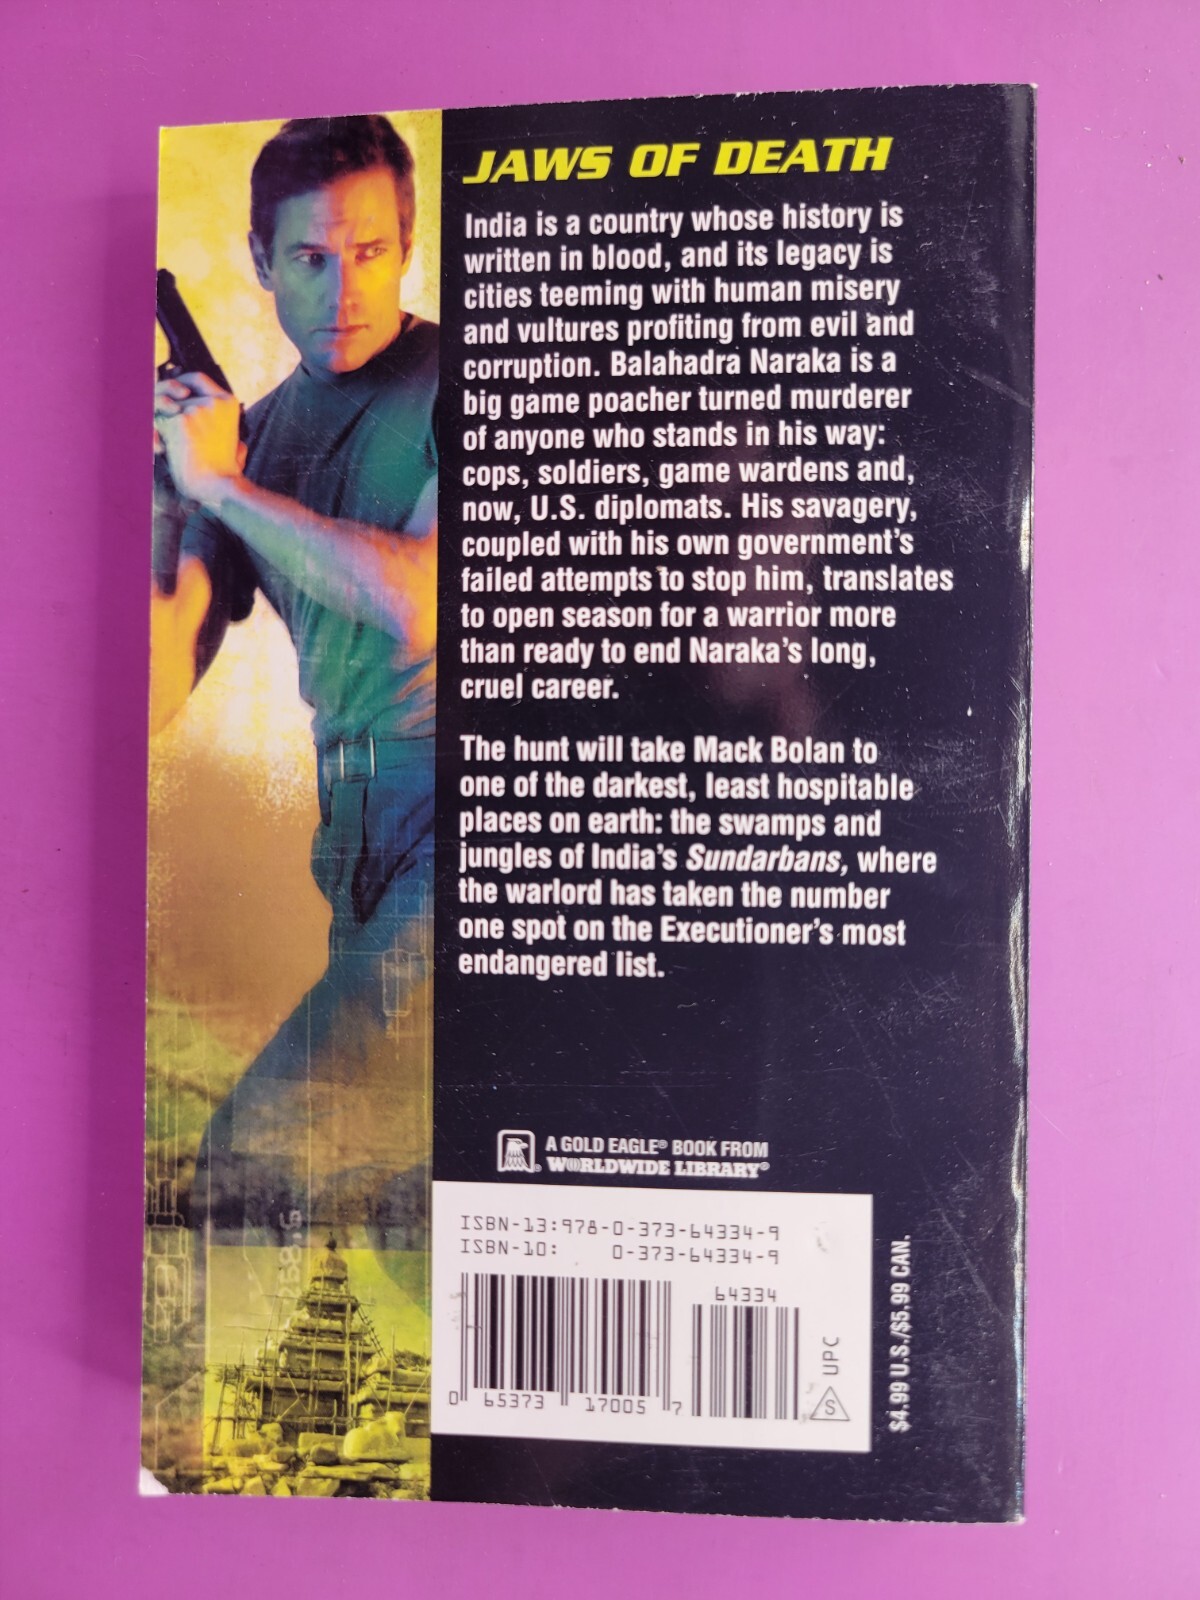 JAWS OF DEATH
India is a country whose history is
written in blood, and its legacy is
cities teeming with human misery
and vultures profiting from evil and
corruption. Balahadra Naraka is a
big game poacher turned murderer
of anyone who stands in his way:
cops, soldiers, game wardens and,
now, U.S. diplomats. His savagery,
coupled with his own government's
failed attempts to stop him, translates
to open season for a warrior more
than ready to end Naraka's long,
cruel career.
The hunt will take Mack Bolan to
one of the darkest, least hospitable
places on earth: the swamps and
jungles of India's Sundarbans, where
the warlord has taken the number
one spot on the Executioner's most
endangered list.
A GOLD EAGLE® BOOK FROM
WORLDWIDE LIBRARY®
ISBN-13:978-0-373-64334-9
ISBN-10: 0-373-64334-9
64334
0 65373 17005 7
S UPC
$4.99 U.S./$5.99 CAN.